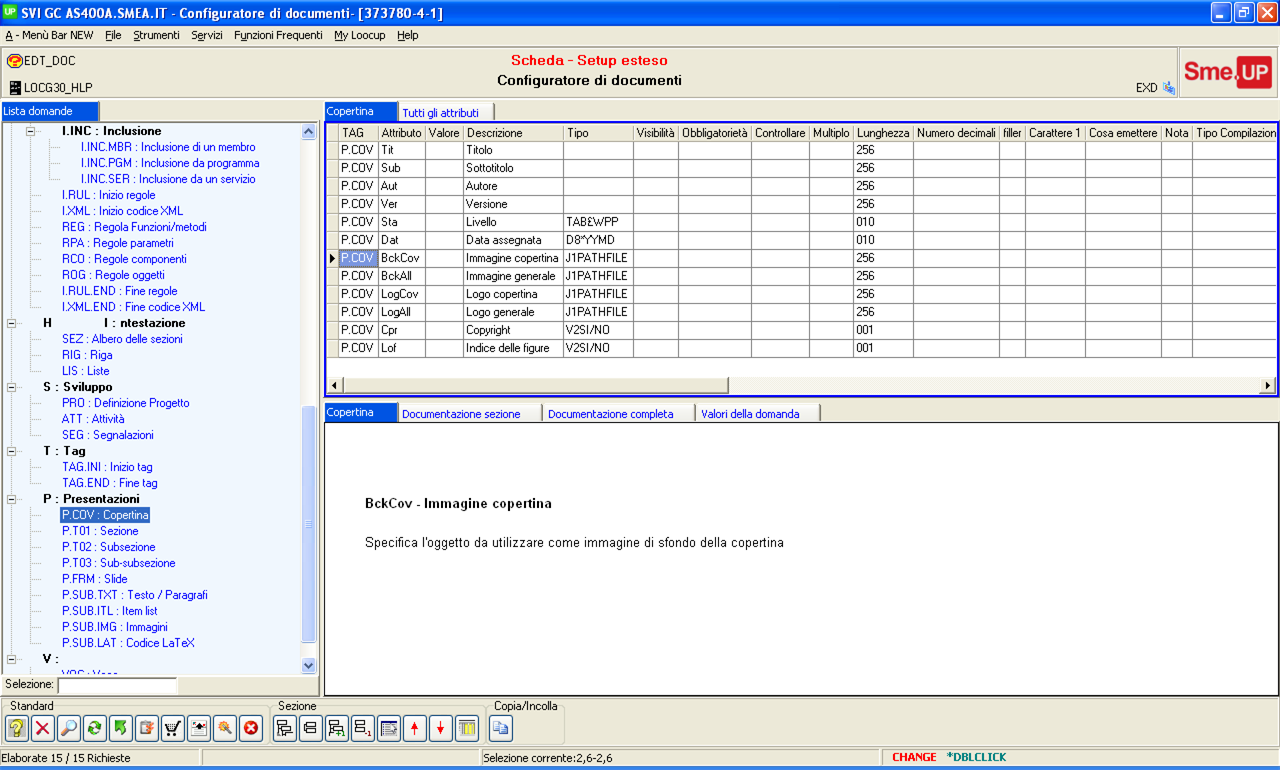 UP SVI GC AS400A.SMEA.IT - Configuratore di documenti- [373780-4-1]
A - Menù Bar NEW File Strumenti Servizi Funzioni Frequenti My Loocup Help
EDT_DOC
Scheda - Setup esteso
Configuratore di documenti
LOCG30_HLP
EXD
Sme.UP
Lista domande
I.INC : Inclusione
I.INC.MBR : Inclusione di un membro
I.INC.PGM : Inclusione da programma
I.INC.SER : Inclusione da un servizio
I.RUL : Inizio regole
I.XML : Inizio codice XML
REG : Regola Funzioni/metodi
RPA : Regole parametri
RCO : Regole componenti
ROG : Regole oggetti
I.RUL.END : Fine regole
I.XML.END : Fine codice XML
H I : ntestazione
SEZ : Albero delle sezioni
RIG : Riga
LIS : Liste
S : Sviluppo
PRO : Definizione Progetto
ATT : Attività
SEG : Segnalazioni
T : Tag
TAG.INI : Inizio tag
TAG.END : Fine tag
P : Presentazioni
P.COV : Copertina
P.T01 : Sezione
P.T02 : Subsezione
P.T03 : Sub-subsezione
P.FRM : Slide
P.SUB.TXT : Testo / Paragrafi
P.SUB.ITL : Item list
P.SUB.IMG : Immagini
P.SUB.LAT : Codice LaTeX
V :
Selezione:
Copertina Tutti gli attributi
TAG Attributo Valore Descrizione Tipo Visibilità Obbligatorietà Controllare Multiplo Lunghezza Numero decimali filler Carattere 1 Cosa emettere Nota Tipo Compilazion
P.COV Tit Titolo 256
P.COV Sub Sottotitolo 256
P.COV Aut Autore 256
P.COV Ver Versione 256
P.COV Sta Livello TAB£WPP 010
P.COV Dat Data assegnata D8*YYMD 010
P.COV BckCov Immagine copertina J1PATHFILE 256
P.COV BckAll Immagine generale J1PATHFILE 256
P.COV LogCov Logo copertina J1PATHFILE 256
P.COV LogAll Logo generale J1PATHFILE 256
P.COV Cpr Copyright V2SI/NO 001
P.COV Lof Indice delle figure V2SI/NO 001
Copertina Documentazione sezione Documentazione completa Valori della domanda
BckCov - Immagine copertina
Specifica l'oggetto da utilizzare come immagine di sfondo della copertina
Standard Sezione Copia/Incolla
Elaborate 15 / 15 Richieste Selezione corrente:2,6-2,6 CHANGE *DBLCLICK